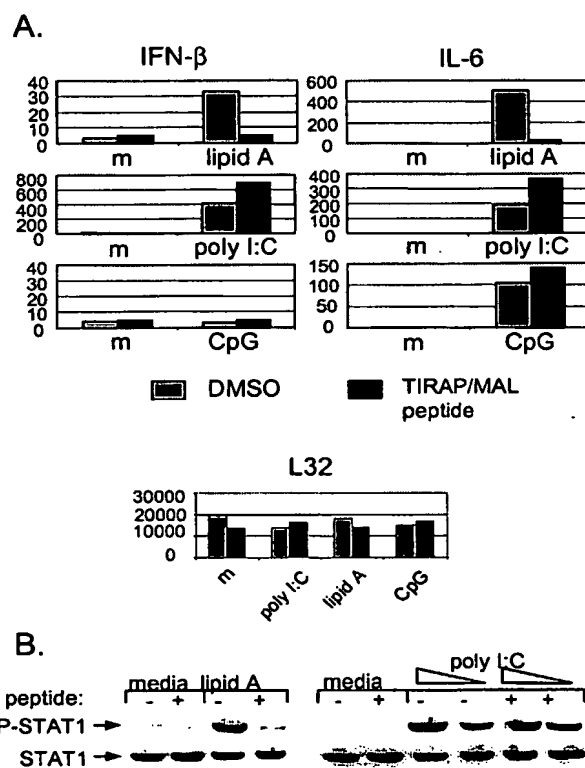 A.
IFN-β IL-6
40 30 20 10 0
m lipid A
600 400 200 0
m lipid A
800 600 400 200 0
m poly I:C
400 300 200 100 0
m poly I:C
40 30 20 10 0
m CpG
150 100 50 0
m CpG
DMSO TIRAP/MAL
peptide
L32
30000
20000
10000
0
m poly I:C lipid A CpG
B.
poly I:C
media lipid A media
peptide: - + - + - + - - + +
P-STAT1
STAT1